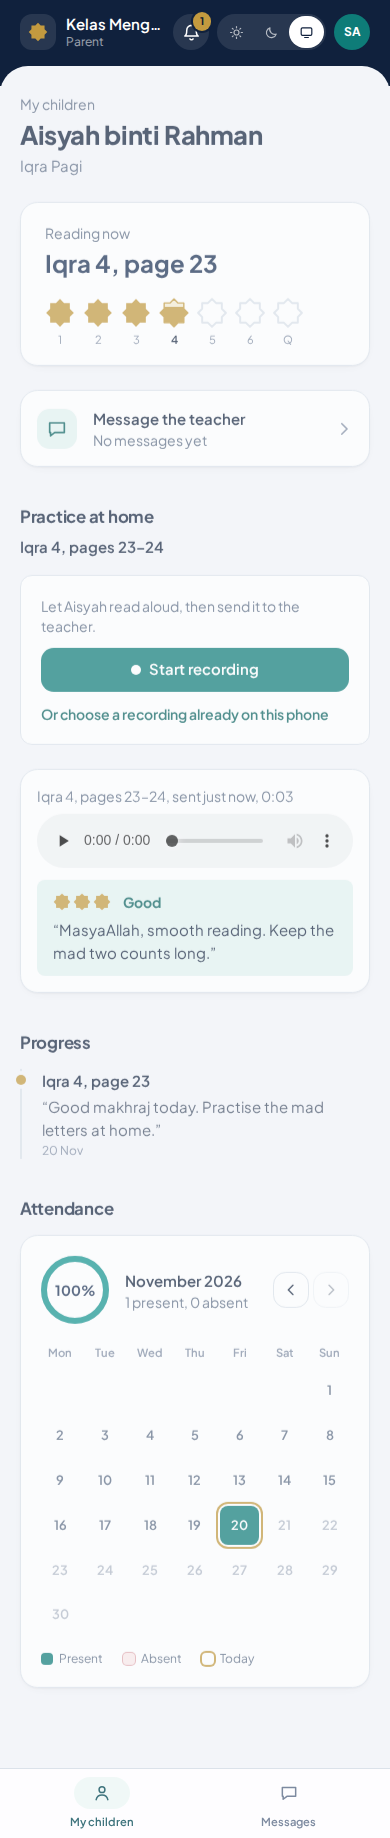 Kelas Meng...
Parent
1
SA
My children
Aisyah binti Rahman
Iqra Pagi
Reading now
Iqra 4, page 23
1 2 3 4 5 6 Q
Message the teacher
No messages yet
Practice at home
Iqra 4, pages 23–24
Let Aisyah read aloud, then send it to the
teacher.
Start recording
Or choose a recording already on this phone
Iqra 4, pages 23–24, sent just now, 0:03
0:00 / 0:00
Good
“MasyaAllah, smooth reading. Keep the
mad two counts long.”
Progress
Iqra 4, page 23
“Good makhraj today. Practise the mad
letters at home.”
20 Nov
Attendance
100%
November 2026
1 present, 0 absent
Mon Tue Wed Thu Fri Sat Sun
1
2 3 4 5 6 7 8
9 10 11 12 13 14 15
16 17 18 19 20 21 22
23 24 25 26 27 28 29
30
Present Absent Today
My children Messages